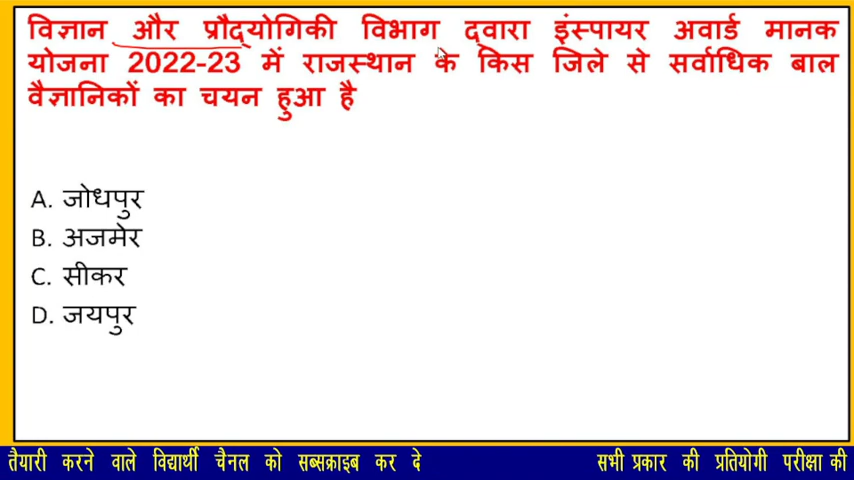 विज्ञान और प्रौद्योगिकी विभाग द्वारा इंस्पायर अवार्ड मानक
योजना 2022-23 में राजस्थान के किस जिले से सर्वाधिक बाल
वैज्ञानिकों का चयन हुआ है
A. जोधपुर
B. अजमेर
C. सीकर
D. जयपुर
तैयारी करने वाले विद्यार्थी चैनल को सब्सक्राइब कर दे सभी प्रकार की प्रतियोगी परीक्षा की